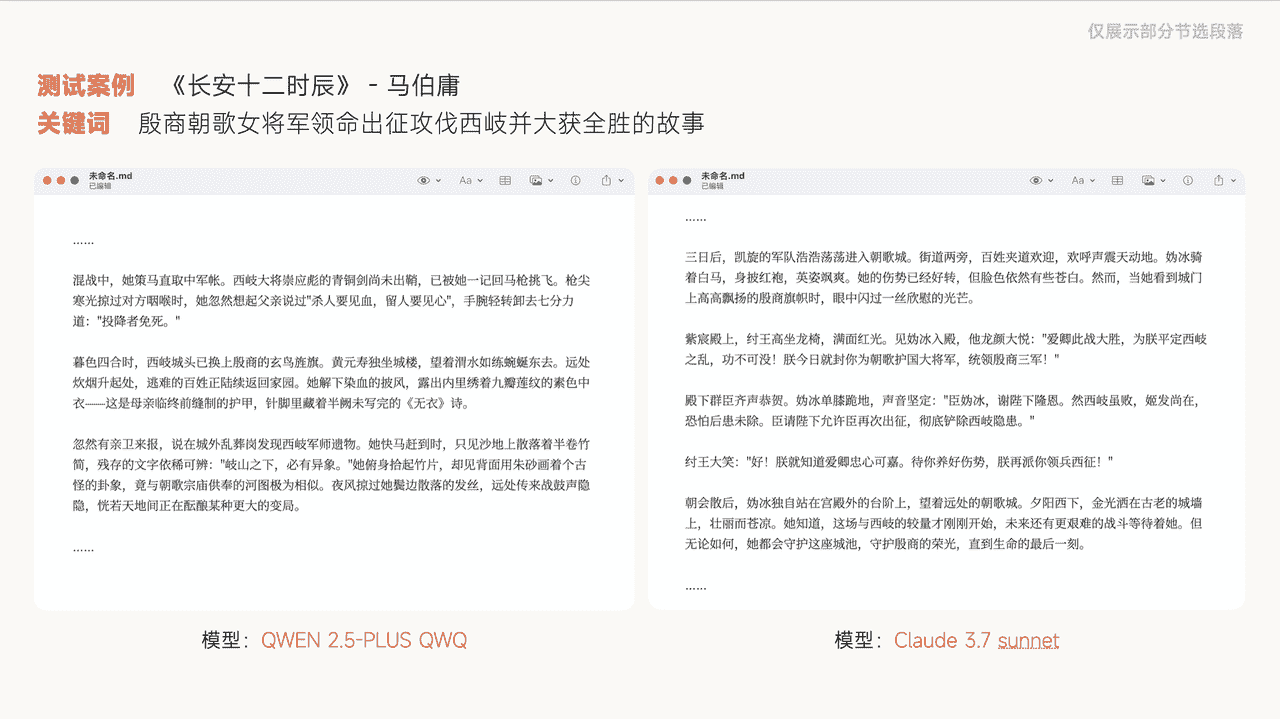 仅展示部分节选段落
测试案例 《长安十二时辰》 - 马伯庸
关键词 殷商朝歌女将军领命出征攻伐西岐并大获全胜的故事
未命名.md
已编辑
Aa
……
混战中，她策马直取中军帐。西岐大将崇应彪的青铜剑尚未出鞘，已被她一记回马枪挑飞。枪尖
寒光掠过对方咽喉时，她忽然想起父亲说过"杀人要见血，留人要见心"，手腕轻转卸去七分力
道："投降者免死。"
暮色四合时，西岐城头已换上殷商的玄鸟旌旗。黄元寿独坐城楼，望着渭水如练蜿蜒东去。远处
炊烟升起处，逃难的百姓正陆续返回家园。她解下染血的披风，露出内里绣着九瓣莲纹的素色中
衣——这是母亲临终前缝制的护甲，针脚里藏着半阙未写完的《无衣》诗。
忽然有亲卫来报，说在城外乱葬岗发现西岐军师遗物。她快马赶到时，只见沙地上散落着半卷竹
简，残存的文字依稀可辨："岐山之下，必有异象。"她俯身拾起竹片，却见背面用朱砂画着个古
怪的卦象，竟与朝歌宗庙供奉的河图极为相似。夜风掠过她鬓边散落的发丝，远处传来战鼓声隐
隐，恍若天地间正在酝酿某种更大的变局。
……
模型：QWEN 2.5-PLUS QWQ
未命名.md
已编辑
Aa
……
三日后，凯旋的军队浩浩荡荡进入朝歌城。街道两旁，百姓夹道欢迎，欢呼声震天动地。妫冰骑
着白马，身披红袍，英姿飒爽。她的伤势已经好转，但脸色依然有些苍白。然而，当她看到城门
上高高飘扬的殷商旗帜时，眼中闪过一丝欣慰的光芒。
紫宸殿上，纣王高坐龙椅，满面红光。见妫冰入殿，他龙颜大悦："爱卿此战大胜，为朕平定西岐
之乱，功不可没！朕今日就封你为朝歌护国大将军，统领殷商三军！"
殿下群臣齐声恭贺。妫冰单膝跪地，声音坚定："臣妫冰，谢陛下隆恩。然西岐虽败，姬发尚在，
恐怕后患未除。臣请陛下允许臣再次出征，彻底铲除西岐隐患。"
纣王大笑："好！朕就知道爱卿忠心可嘉。待你养好伤势，朕再派你领兵西征！"
朝会散后，妫冰独自站在宫殿外的台阶上，望着远处的朝歌城。夕阳西下，金光洒在古老的城墙
上，壮丽而苍凉。她知道，这场与西岐的较量才刚刚开始，未来还有更艰难的战斗等待着她。但
无论如何，她都会守护这座城池，守护殷商的荣光，直到生命的最后一刻。
……
模型：Claude 3.7 sunnet